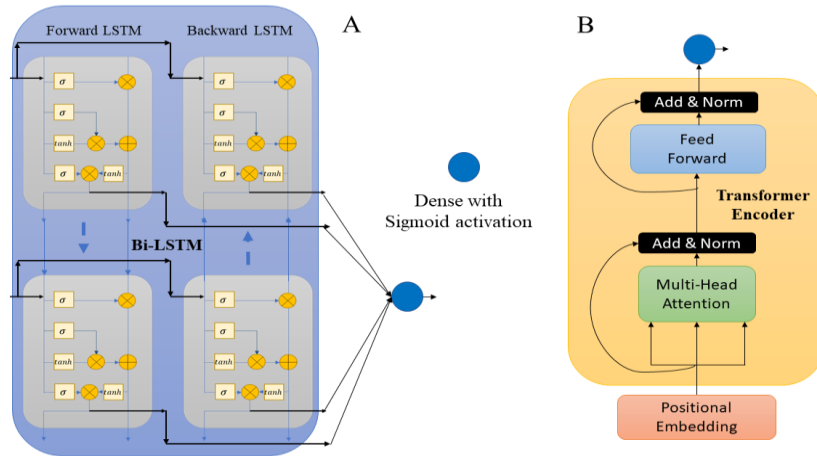 Forward LSTM
Backward LSTM
A
σ
σ
tanh
σ
tanh
σ
σ
tanh
σ
tanh
Bi-LSTM
σ
σ
tanh
σ
tanh
σ
σ
tanh
σ
tanh
Dense with
Sigmoid activation
B
Add & Norm
Feed
Forward
Transformer
Encoder
Add & Norm
Multi-Head
Attention
Positional
Embedding